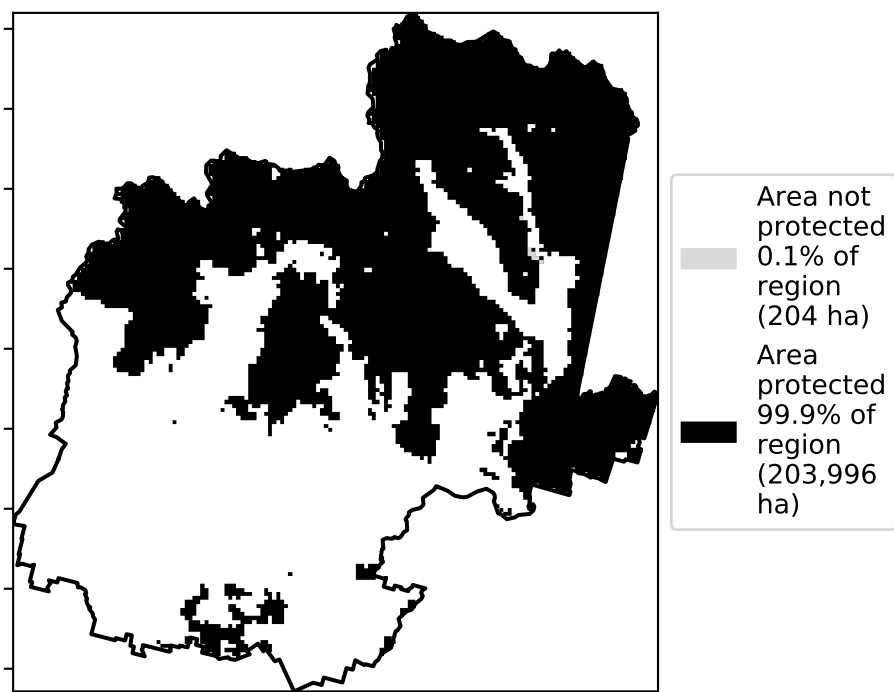 Area not
protected
0.1% of
region
(204 ha)
Area
protected
99.9% of
region
(203,996
ha)